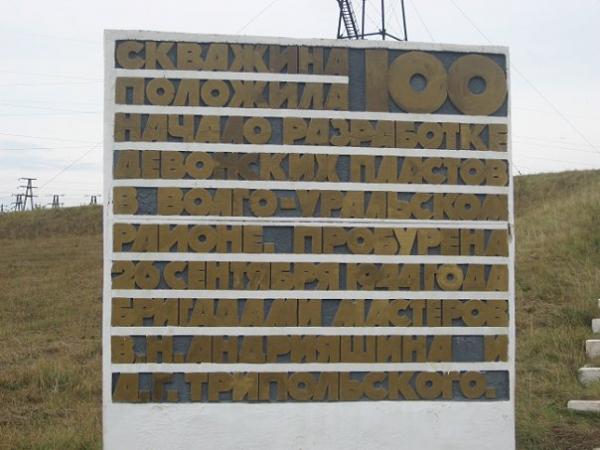 СКВАЖИНА 100
ПОЛОЖИЛА
НАЧАЛО РАЗРАБОТКЕ
ДЕВОНСКИХ ПЛАСТОВ
В ВОЛГО-УРАЛЬСКОМ
РАЙОНЕ. ПРОБУРЕНА
26 СЕНТЯБРЯ 1944 ГОДА
БРИГАДАМИ МАСТЕРОВ
В.Н. АНДРИЯШИНА И
А.Г. ТРИПОЛЬСКОГО.